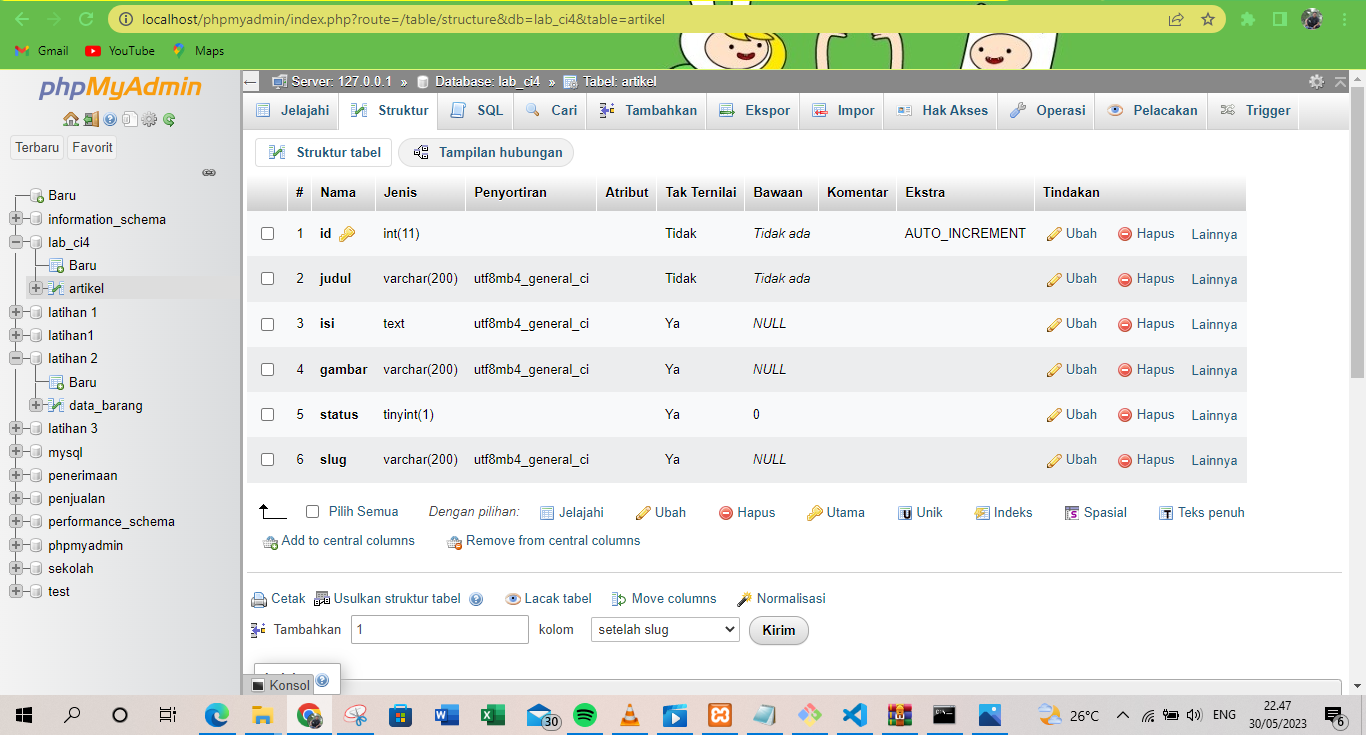 localhost/phpmyadmin/index.php?route=/table/structure&db=lab_ci4&table=artikel
Gmail YouTube Maps
phpMyAdmin
Terbaru Favorit
Baru
information_schema
lab_ci4
Baru
artikel
latihan 1
latihan1
latihan 2
Baru
data_barang
latihan 3
mysql
penerimaan
penjualan
performance_schema
phpmyadmin
sekolah
test
Server: 127.0.0.1 » Database: lab_ci4 » Tabel: artikel
Jelajahi Struktur SQL Cari Tambahkan Ekspor Impor Hak Akses Operasi Pelacakan Trigger
Struktur tabel Tampilan hubungan
# Nama Jenis Penyortiran Atribut Tak Ternilai Bawaan Komentar Ekstra Tindakan
1 id int(11) Tidak Tidak ada AUTO_INCREMENT Ubah Hapus Lainnya
2 judul varchar(200) utf8mb4_general_ci Tidak Tidak ada Ubah Hapus Lainnya
3 isi text utf8mb4_general_ci Ya NULL Ubah Hapus Lainnya
4 gambar varchar(200) utf8mb4_general_ci Ya NULL Ubah Hapus Lainnya
5 status tinyint(1) Ya 0 Ubah Hapus Lainnya
6 slug varchar(200) utf8mb4_general_ci Ya NULL Ubah Hapus Lainnya
Pilih Semua Dengan pilihan: Jelajahi Ubah Hapus Utama Unik Indeks Spasial Teks penuh
Add to central columns Remove from central columns
Cetak Usulkan struktur tabel Lacak tabel Move columns Normalisasi
Tambahkan 1 kolom setelah slug Kirim
Konsol
30 26°C ENG 22.47
30/05/2023 6